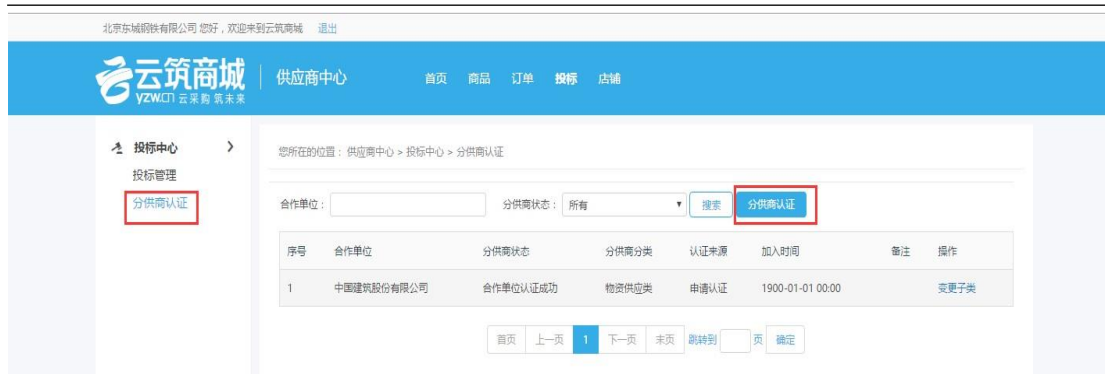 北京东城钢铁有限公司 您好，欢迎来到云筑商城 退出
云筑商城 yzw.cn 云采购 筑未来 供应商中心 首页 商品 订单 投标 店铺
投标中心
投标管理
分供商认证
您所在的位置：供应商中心 > 投标中心 > 分供商认证
合作单位： 分供商状态： 所有 搜索 分供商认证
序号 合作单位 分供商状态 分供商分类 认证来源 加入时间 备注 操作
1 中国建筑股份有限公司 合作单位认证成功 物资供应类 申请认证 1900-01-01 00:00 变更子类
首页 上一页 1 下一页 末页 跳转到 页 确定